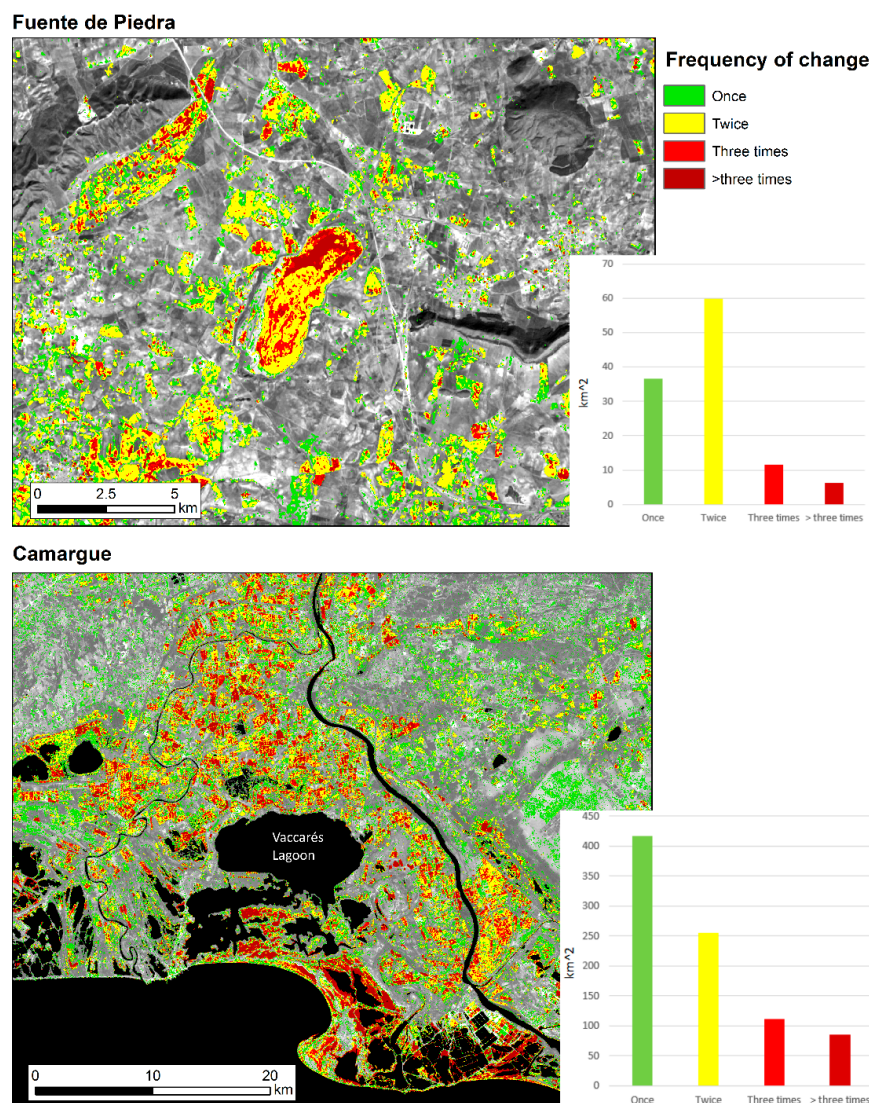 Fuente de Piedra
Frequency of change
Once
Twice
Three times
>three times
70
60
50
40
30
20
10
0
km^2
Once
Twice
Three times
> three times
0
2.5
5
km
Camargue
Vaccarés
Lagoon
450
400
350
300
250
200
150
100
50
0
km^2
Once
Twice
Three times
> three times
0
10
20
km